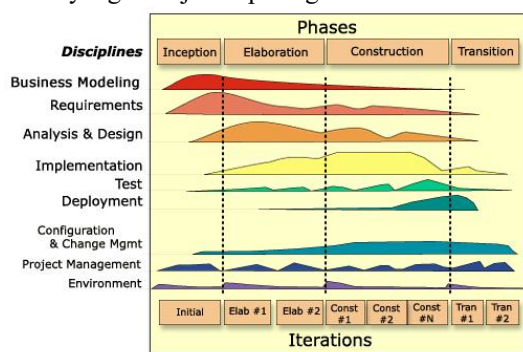 Phases
Disciplines
Inception
Elaboration
Construction
Transition
Business Modeling
Requirements
Analysis & Design
Implementation
Test
Deployment
Configuration
& Change Mgmt
Project Management
Environment
Initial
Elab #1
Elab #2
Const
#1
Const
#2
Const
#N
Tran
#1
Tran
#2
Iterations